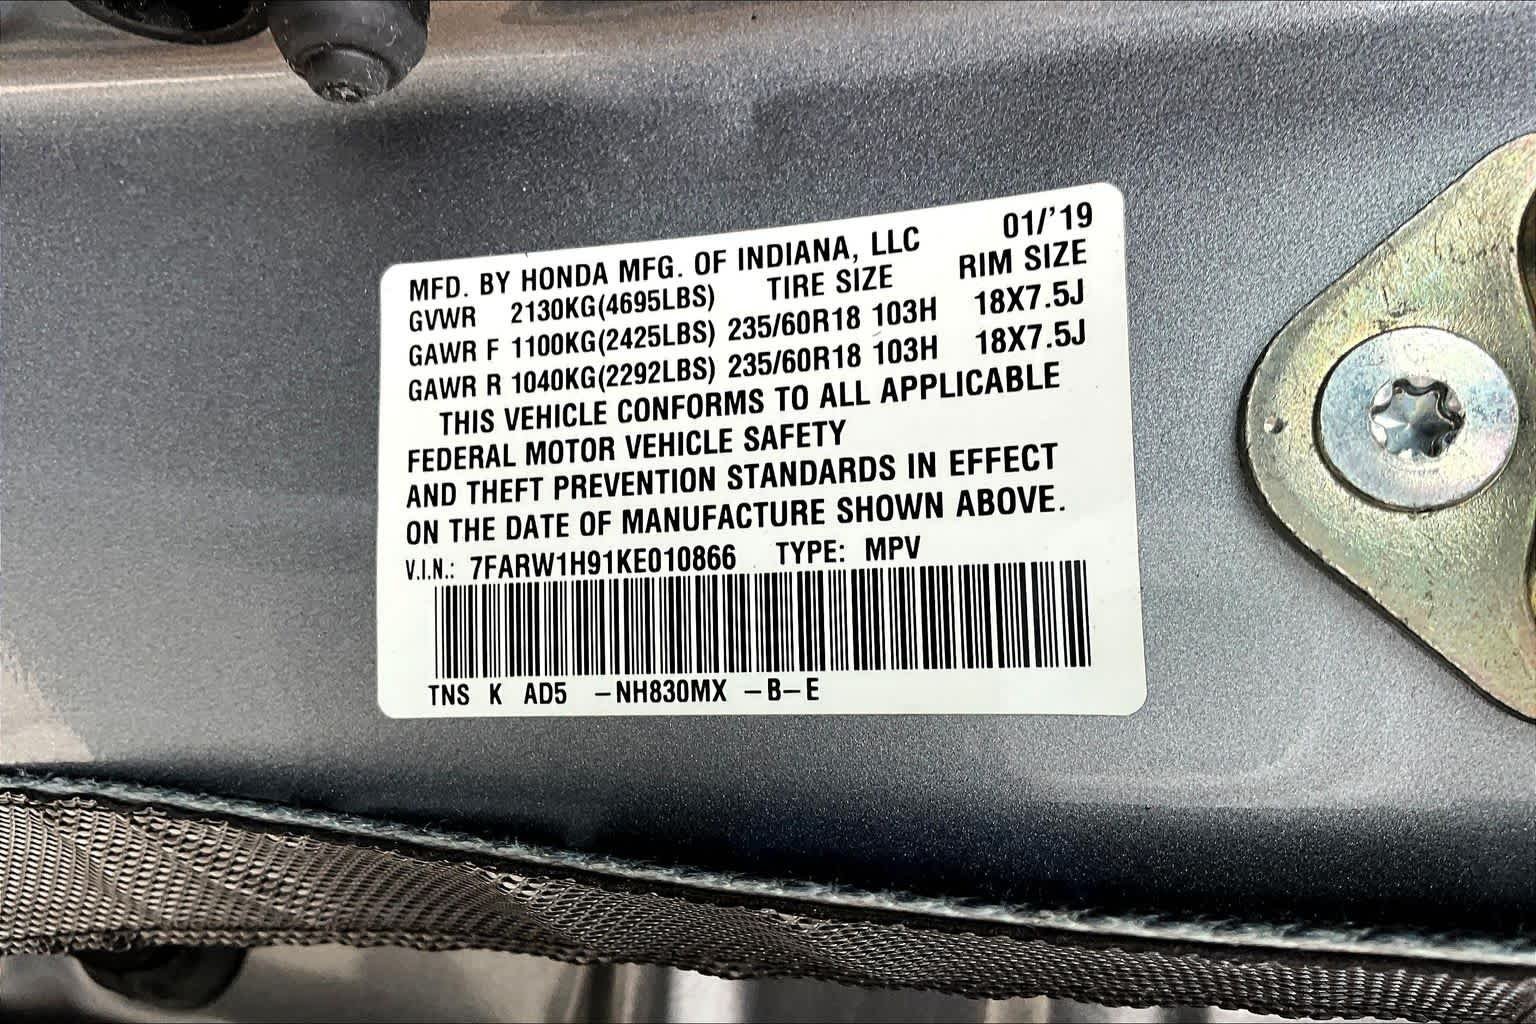 MFD. BY HONDA MFG. OF INDIANA, LLC 01/'19
GVWR 2130KG(4695LBS) TIRE SIZE RIM SIZE
GAWR F 1100KG(2425LBS) 235/60R18 103H 18X7.5J
GAWR R 1040KG(2292LBS) 235/60R18 103H 18X7.5J
THIS VEHICLE CONFORMS TO ALL APPLICABLE
FEDERAL MOTOR VEHICLE SAFETY
AND THEFT PREVENTION STANDARDS IN EFFECT
ON THE DATE OF MANUFACTURE SHOWN ABOVE.
V.I.N.: 7FARW1H91KE010866 TYPE: MPV
TNS K AD5 –NH830MX –B–E